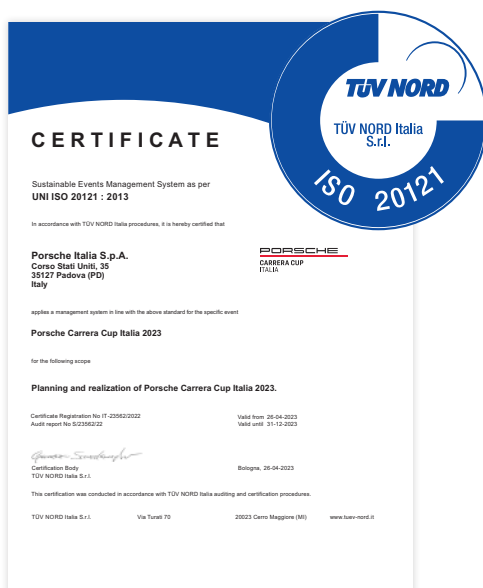 TÜV NORD
TÜV NORD Italia
S.r.l.
ISO 20121
CERTIFICATE
Sustainable Events Management System as per
UNI ISO 20121 : 2013
In accordance with TÜV NORD Italia procedures, it is hereby certified that
Porsche Italia S.p.A.
Corso Stati Uniti, 35
35127 Padova (PD)
Italy
PORSCHE
CARRERA CUP
ITALIA
applies a management system in line with the above standard for the specific event
Porsche Carrera Cup Italia 2023
for the following scope
Planning and realization of Porsche Carrera Cup Italia 2023.
Certificate Registration No IT-23562/2022
Audit report No S/23562/22
Valid from 26-04-2023
Valid until 31-12-2023
Certification Body
TÜV NORD Italia S.r.l.
Bologna, 26-04-2023
This certification was conducted in accordance with TÜV NORD Italia auditing and certification procedures.
TÜV NORD Italia S.r.l. Via Turati 70 20023 Cerro Maggiore (MI) www.tuev-nord.it